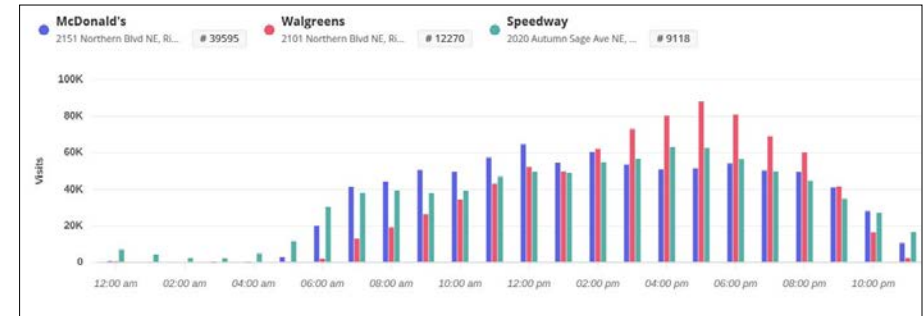 McDonald's
2151 Northern Blvd NE, Ri...
# 39595
Walgreens
2101 Northern Blvd NE, Ri...
# 12270
Speedway
2020 Autumn Sage Ave NE, ...
# 9118
100K
80K
60K
40K
20K
0
Visits
12:00 am
02:00 am
04:00 am
06:00 am
08:00 am
10:00 am
12:00 pm
02:00 pm
04:00 pm
06:00 pm
08:00 pm
10:00 pm